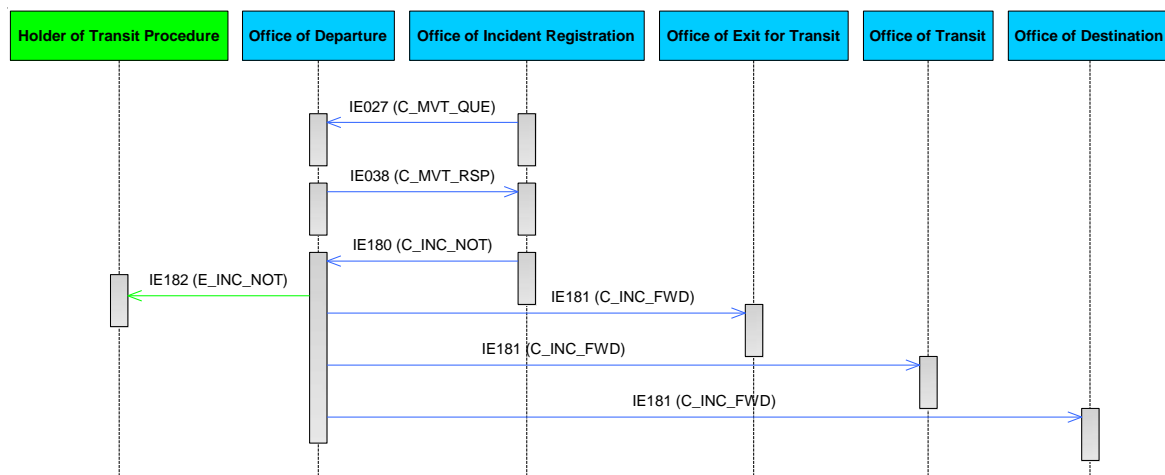 Holder of Transit Procedure
Office of Departure
Office of Incident Registration
Office of Exit for Transit
Office of Transit
Office of Destination
IE027 (C_MVT_QUE)
IE038 (C_MVT_RSP)
IE180 (C_INC_NOT)
IE182 (E_INC_NOT)
IE181 (C_INC_FWD)
IE181 (C_INC_FWD)
IE181 (C_INC_FWD)